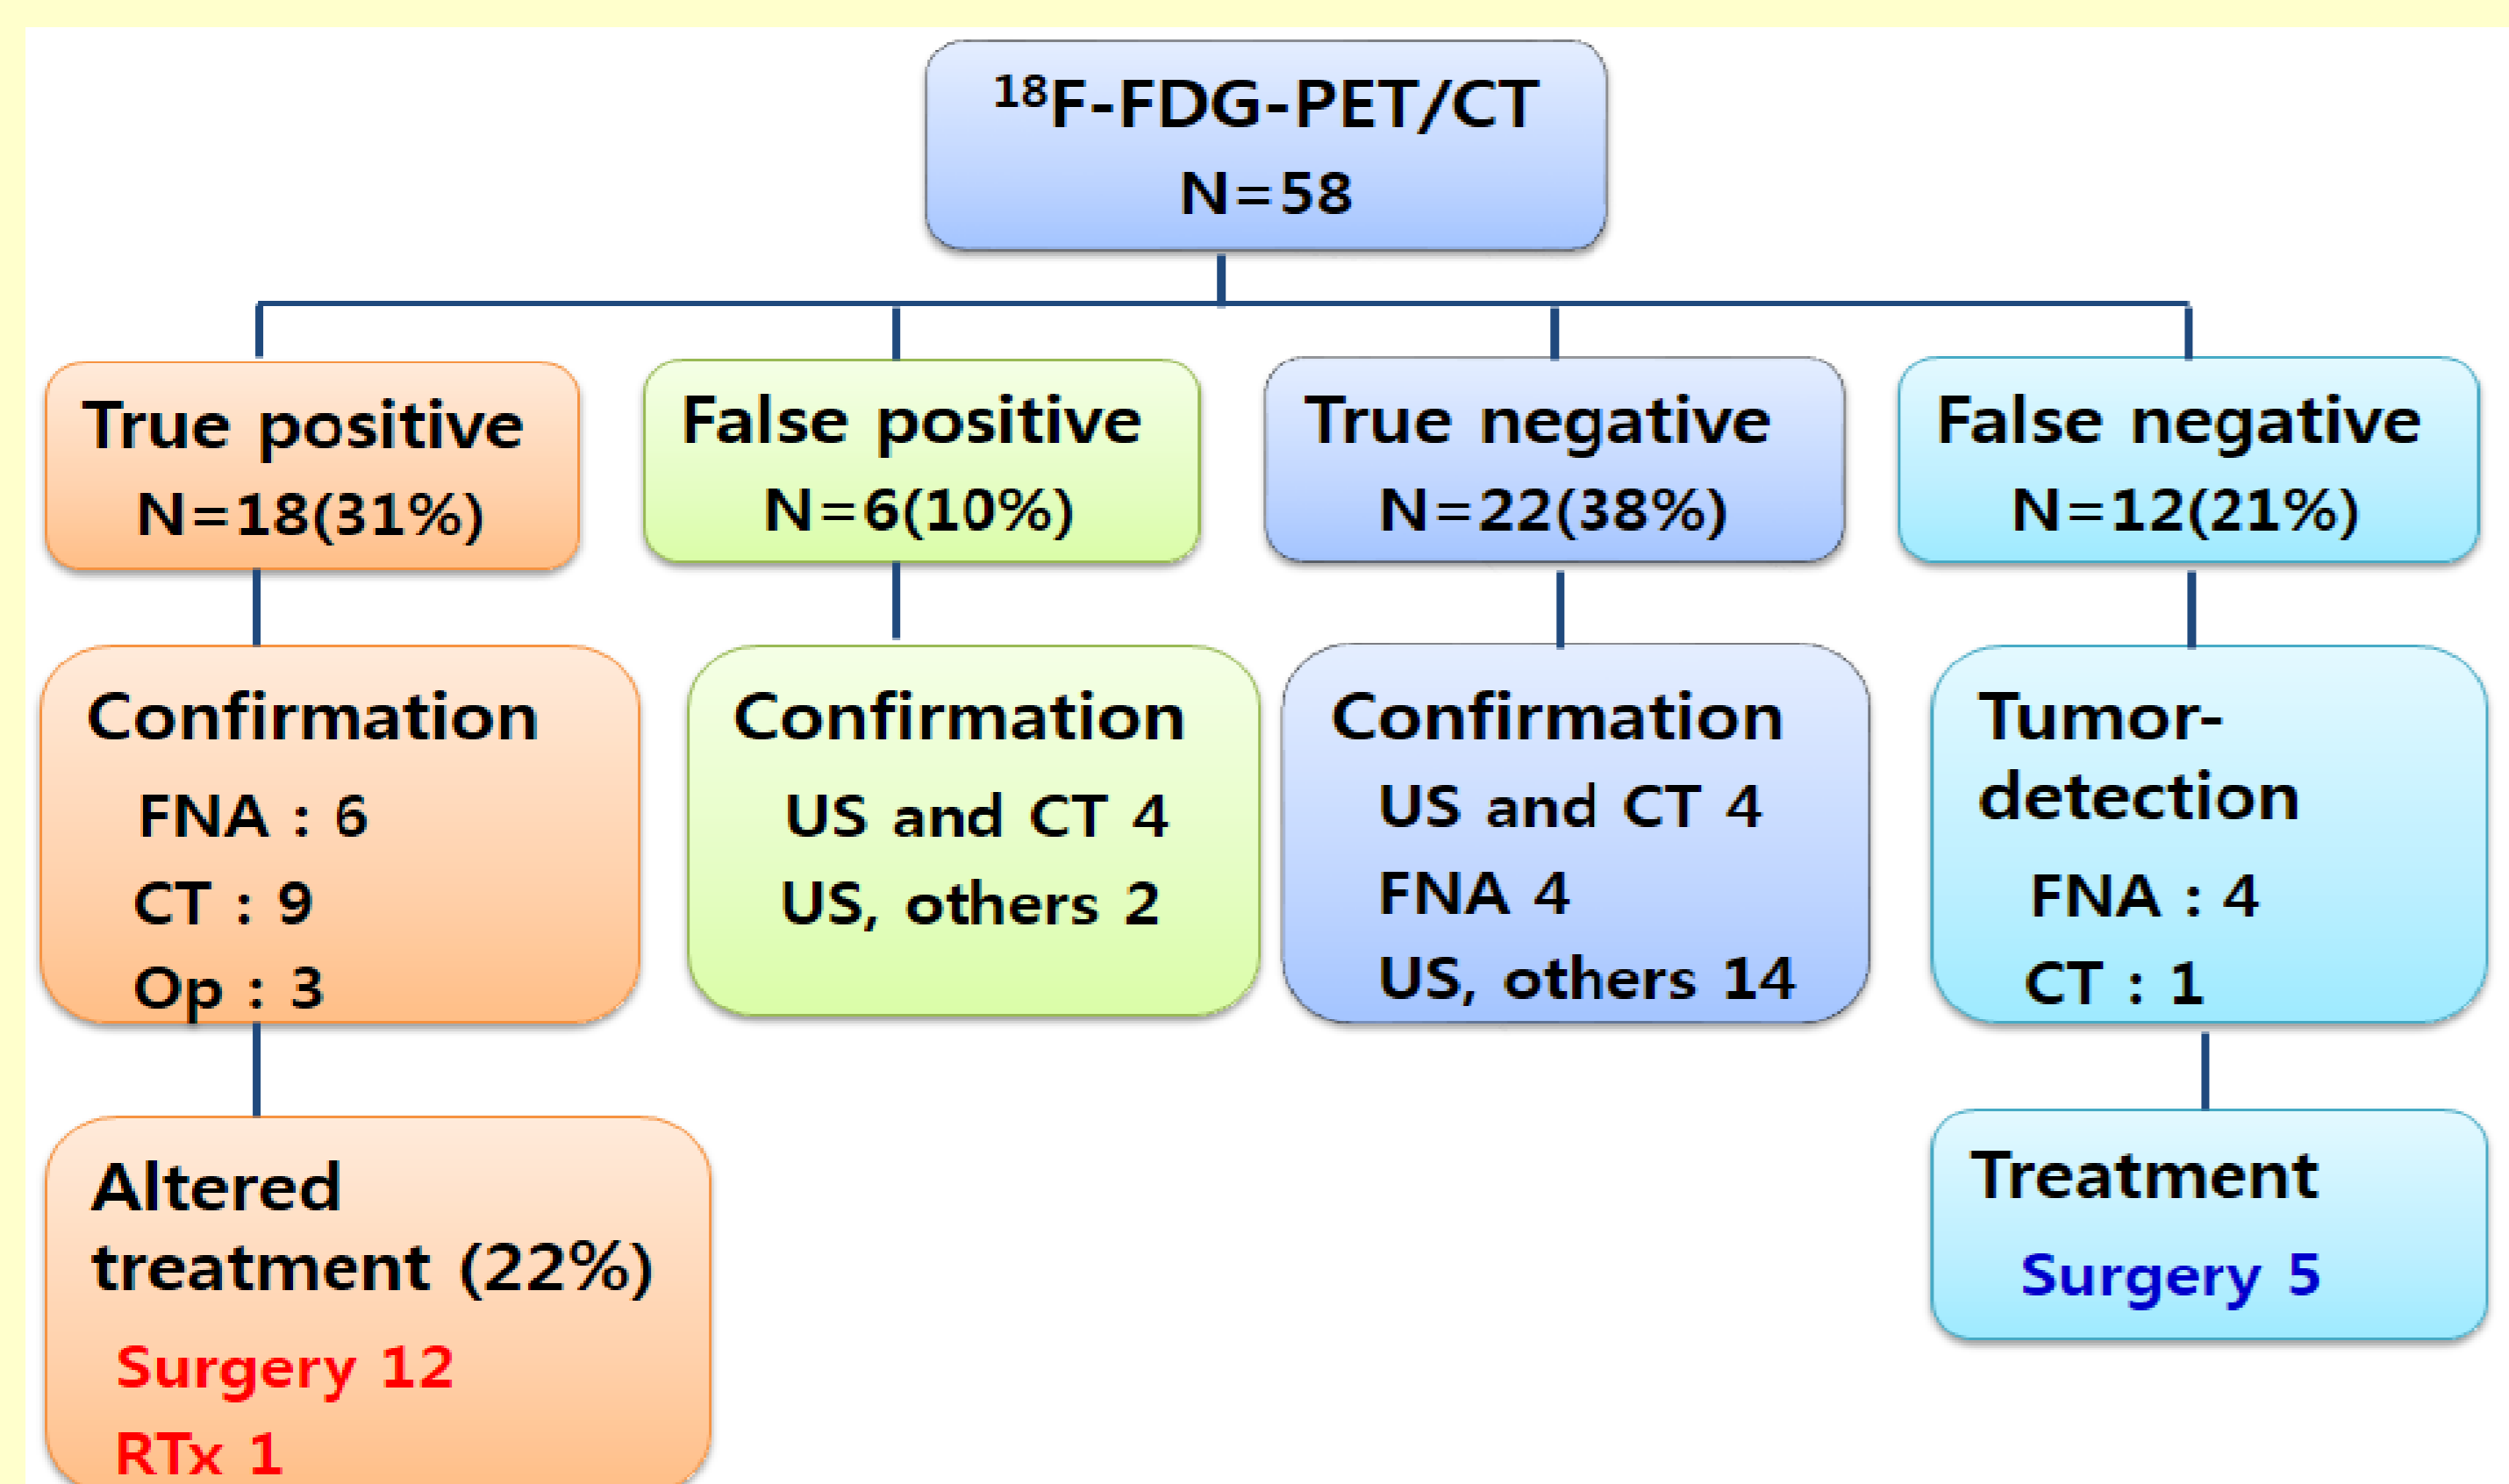 ¹⁸F-FDG-PET/CT
N=58
True positive
N=18(31%)
False positive
N=6(10%)
True negative
N=22(38%)
False negative
N=12(21%)
Confirmation
FNA : 6
CT : 9
Op : 3
Confirmation
US and CT 4
US, others 2
Confirmation
US and CT 4
FNA 4
US, others 14
Tumor-
detection
FNA : 4
CT : 1
Altered
treatment (22%)
Surgery 12
RTx 1
Treatment
Surgery 5